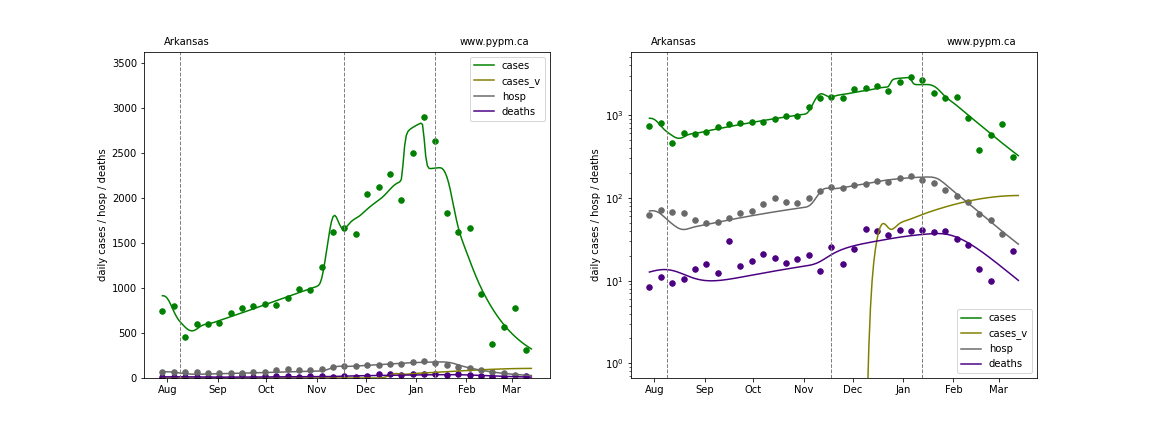 Arkansas www.pypm.ca
3500
3000
2500
2000
1500
1000
500
0
daily cases / hosp / deaths
cases
cases_v
hosp
deaths
Aug Sep Oct Nov Dec Jan Feb Mar
Arkansas www.pypm.ca
10³
10²
10¹
10⁰
daily cases / hosp / deaths
cases
cases_v
hosp
deaths
Aug Sep Oct Nov Dec Jan Feb Mar